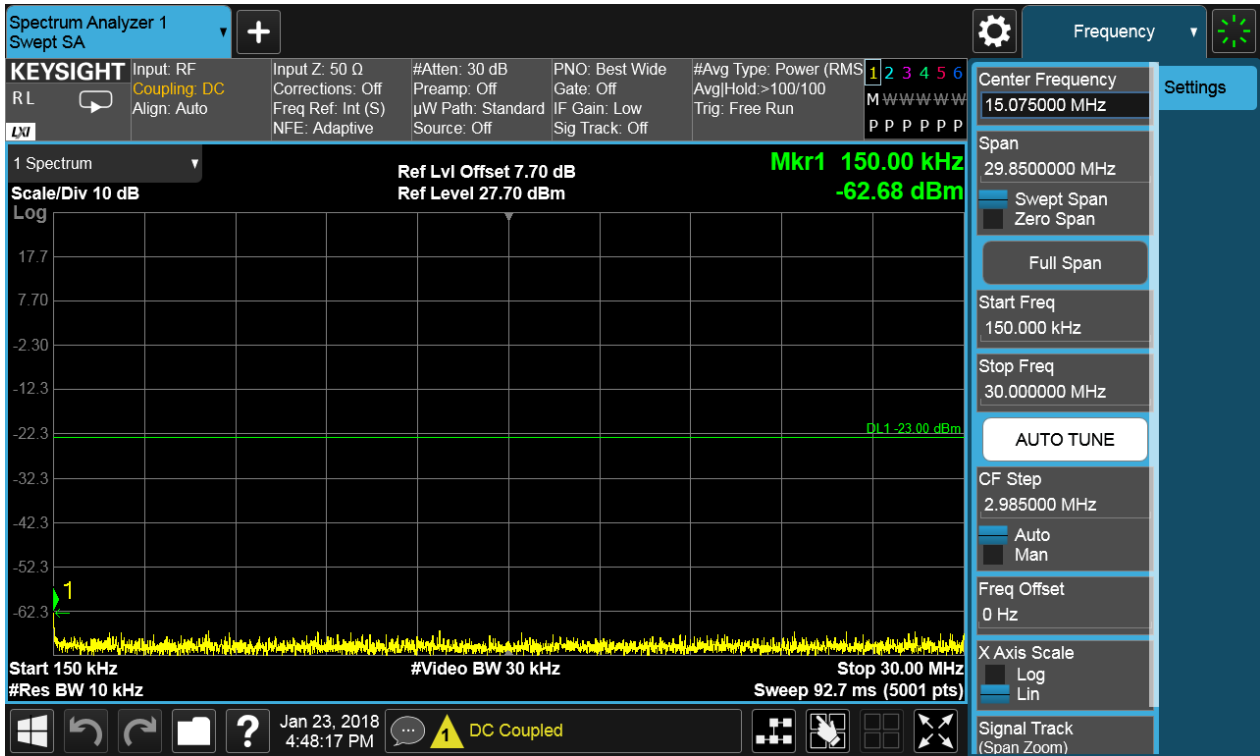 Spectrum Analyzer 1
Swept SA
Frequency
KEYSIGHT
RL
LXI
Input: RF
Coupling: DC
Align: Auto
Input Z: 50 Ω
Corrections: Off
Freq Ref: Int (S)
NFE: Adaptive
#Atten: 30 dB
Preamp: Off
µW Path: Standard
Source: Off
PNO: Best Wide
Gate: Off
IF Gain: Low
Sig Track: Off
#Avg Type: Power (RMS
Avg|Hold:>100/100
Trig: Free Run
1 2 3 4 5 6
M W W W W W
P P P P P P
1 Spectrum
Scale/Div 10 dB
Ref Lvl Offset 7.70 dB
Ref Level 27.70 dBm
Mkr1 150.00 kHz
-62.68 dBm
Log
17.7
7.70
-2.30
-12.3
-22.3
-32.3
-42.3
-52.3
-62.3
DL1 -23.00 dBm
1
Start 150 kHz
#Video BW 30 kHz
Stop 30.00 MHz
#Res BW 10 kHz
Sweep 92.7 ms (5001 pts)
Center Frequency
15.075000 MHz
Span
29.8500000 MHz
Swept Span
Zero Span
Full Span
Start Freq
150.000 kHz
Stop Freq
30.000000 MHz
AUTO TUNE
CF Step
2.985000 MHz
Auto
Man
Freq Offset
0 Hz
X Axis Scale
Log
Lin
Signal Track
(Span Zoom)
Settings
?
Jan 23, 2018
4:48:17 PM
1
DC Coupled